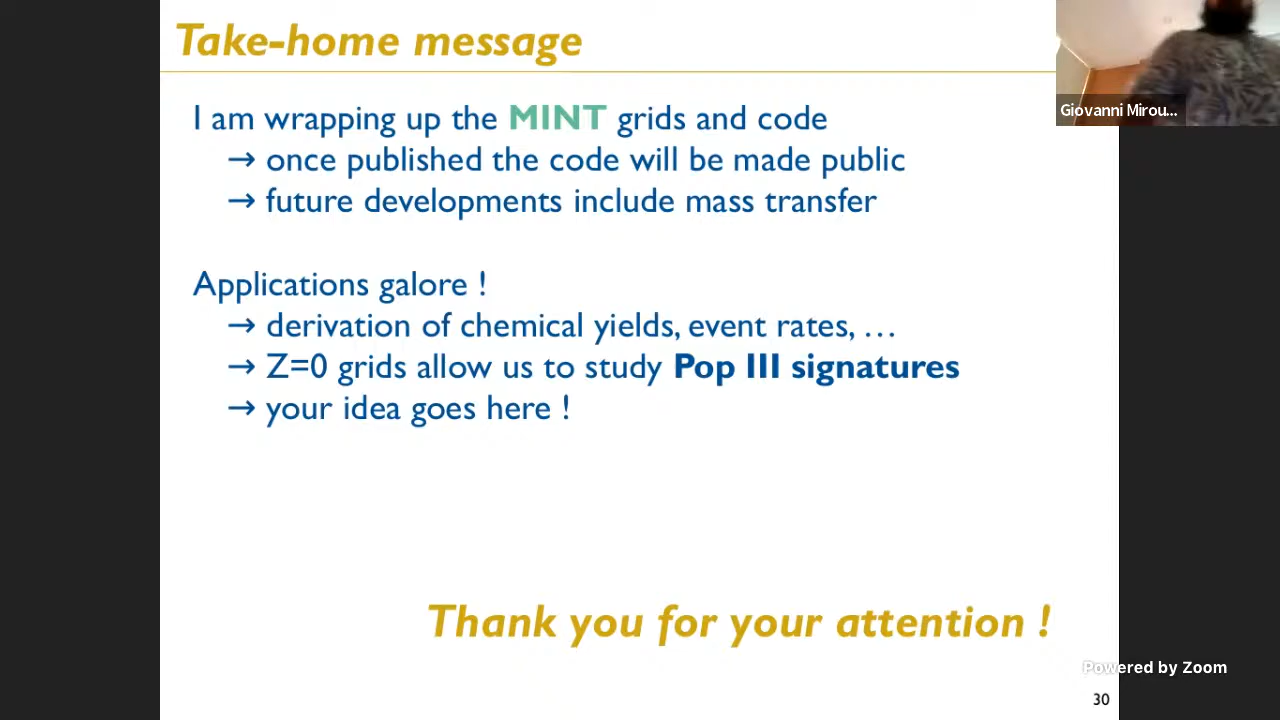 Take-home message
I am wrapping up the MINT grids and code
→ once published the code will be made public
→ future developments include mass transfer
Applications galore !
→ derivation of chemical yields, event rates, …
→ Z=0 grids allow us to study Pop III signatures
→ your idea goes here !
Thank you for your attention !
30
Giovanni Mirou...
Powered by Zoom